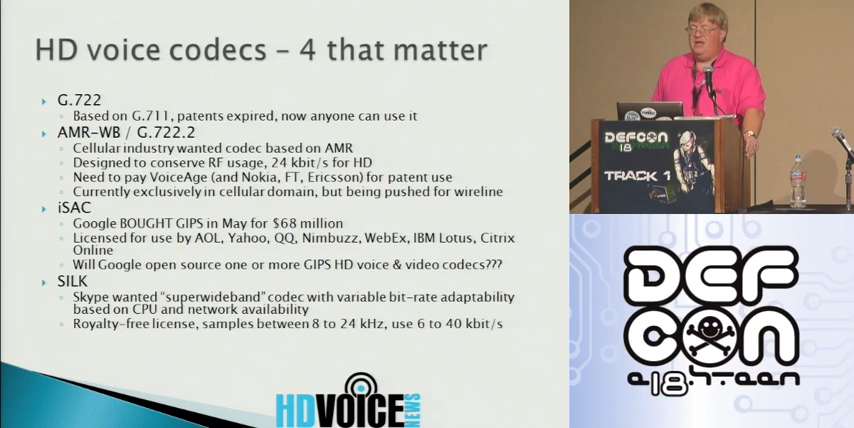 HD voice codecs – 4 that matter
G.722
Based on G.711, patents expired, now anyone can use it
AMR-WB / G.722.2
Cellular industry wanted codec based on AMR
Designed to conserve RF usage, 24 kbit/s for HD
Need to pay VoiceAge (and Nokia, FT, Ericsson) for patent use
Currently exclusively in cellular domain, but being pushed for wireline
iSAC
Google BOUGHT GIPS in May for $68 million
Licensed for use by AOL, Yahoo, QQ, Nimbuzz, WebEx, IBM Lotus, Citrix
Online
Will Google open source one or more GIPS HD voice & video codecs???
SILK
Skype wanted "superwideband" codec with variable bit-rate adaptability
based on CPU and network availability
Royalty-free license, samples between 8 to 24 kHz, use 6 to 40 kbit/s
HDVOICE NEWS
DEFCON
18
TRACK 1
DEF
CON
e18h.teen